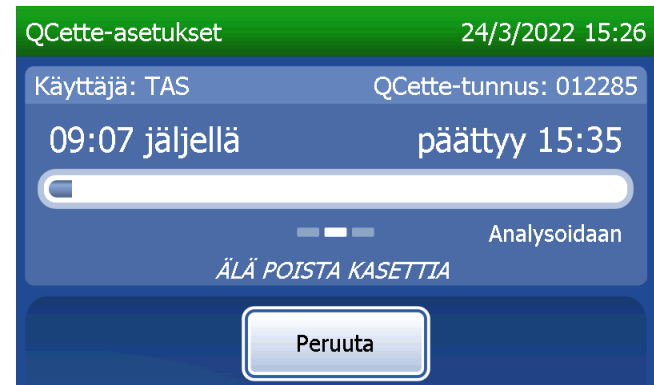 QCette-asetukset 24/3/2022 15:26
Käyttäjä: TAS QCette-tunnus: 012285
09:07 jäljellä päättyy 15:35
Analysoidaan
ÄLÄ POISTA KASETTIA
Peruuta